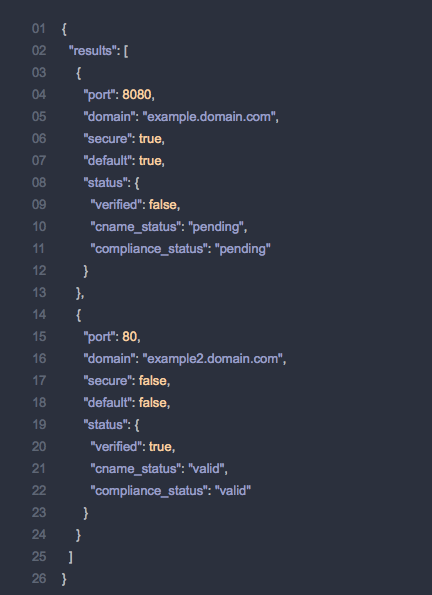 01 {
02 "results": [
03 {
04 "port": 8080,
05 "domain": "example.domain.com",
06 "secure": true,
07 "default": true,
08 "status": {
09 "verified": false,
10 "cname_status": "pending",
11 "compliance_status": "pending"
12 }
13 },
14 {
15 "port": 80,
16 "domain": "example2.domain.com",
17 "secure": false,
18 "default": false,
19 "status": {
20 "verified": true,
21 "cname_status": "valid",
22 "compliance_status": "valid"
23 }
24 }
25 ]
26 }